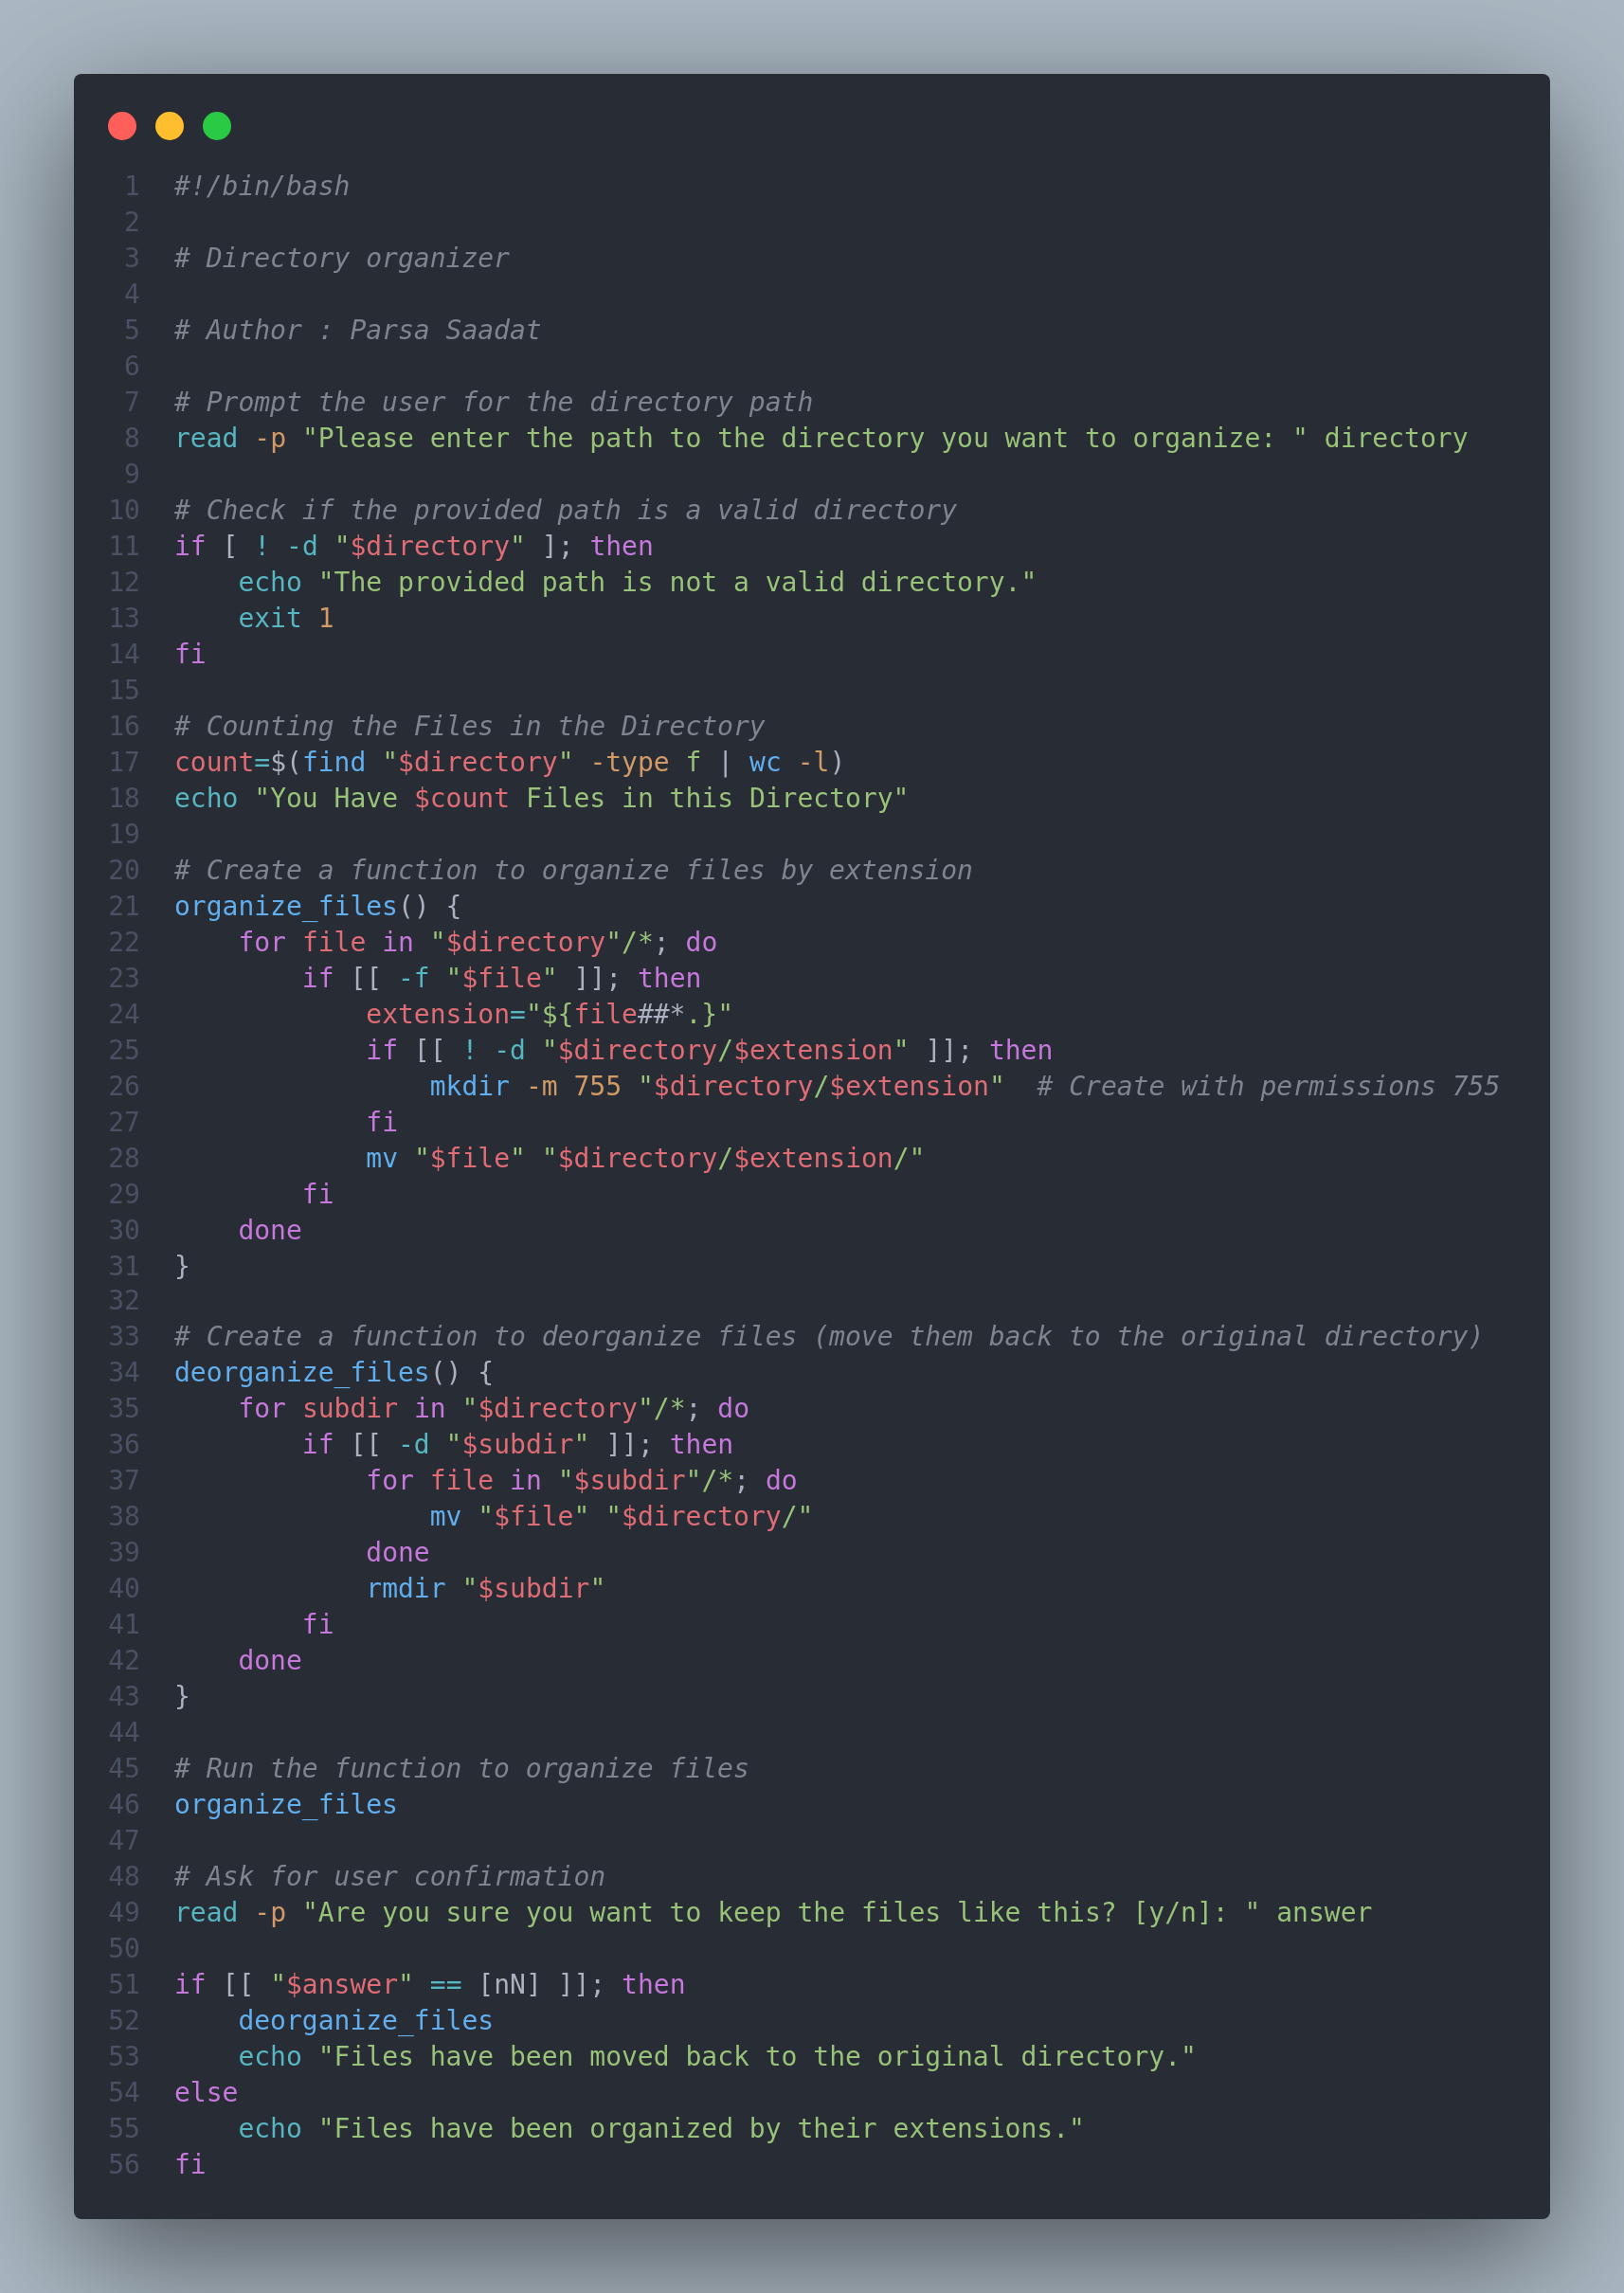 1 #!/bin/bash
2
3 # Directory organizer
4
5 # Author : Parsa Saadat
6
7 # Prompt the user for the directory path
8 read -p "Please enter the path to the directory you want to organize: " directory
9
10 # Check if the provided path is a valid directory
11 if [ ! -d "$directory" ]; then
12     echo "The provided path is not a valid directory."
13     exit 1
14 fi
15
16 # Counting the Files in the Directory
17 count=$(find "$directory" -type f | wc -l)
18 echo "You Have $count Files in this Directory"
19
20 # Create a function to organize files by extension
21 organize_files() {
22     for file in "$directory"/*; do
23         if [[ -f "$file" ]]; then
24             extension="${file##*.}"
25             if [[ ! -d "$directory/$extension" ]]; then
26                 mkdir -m 755 "$directory/$extension"  # Create with permissions 755
27             fi
28             mv "$file" "$directory/$extension/"
29         fi
30     done
31 }
32
33 # Create a function to deorganize files (move them back to the original directory)
34 deorganize_files() {
35     for subdir in "$directory"/*; do
36         if [[ -d "$subdir" ]]; then
37             for file in "$subdir"/*; do
38                 mv "$file" "$directory/"
39             done
40             rmdir "$subdir"
41         fi
42     done
43 }
44
45 # Run the function to organize files
46 organize_files
47
48 # Ask for user confirmation
49 read -p "Are you sure you want to keep the files like this? [y/n]: " answer
50
51 if [[ "$answer" == [nN] ]]; then
52     deorganize_files
53     echo "Files have been moved back to the original directory."
54 else
55     echo "Files have been organized by their extensions."
56 fi